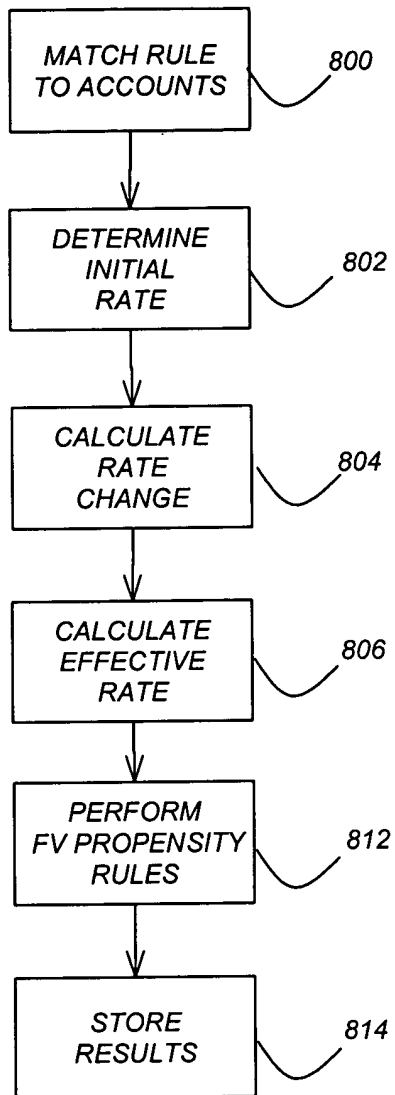 MATCH RULE
TO ACCOUNTS
800
DETERMINE
INITIAL
RATE
802
CALCULATE
RATE
CHANGE
804
CALCULATE
EFFECTIVE
RATE
806
PERFORM
FV PROPENSITY
RULES
812
STORE
RESULTS
814